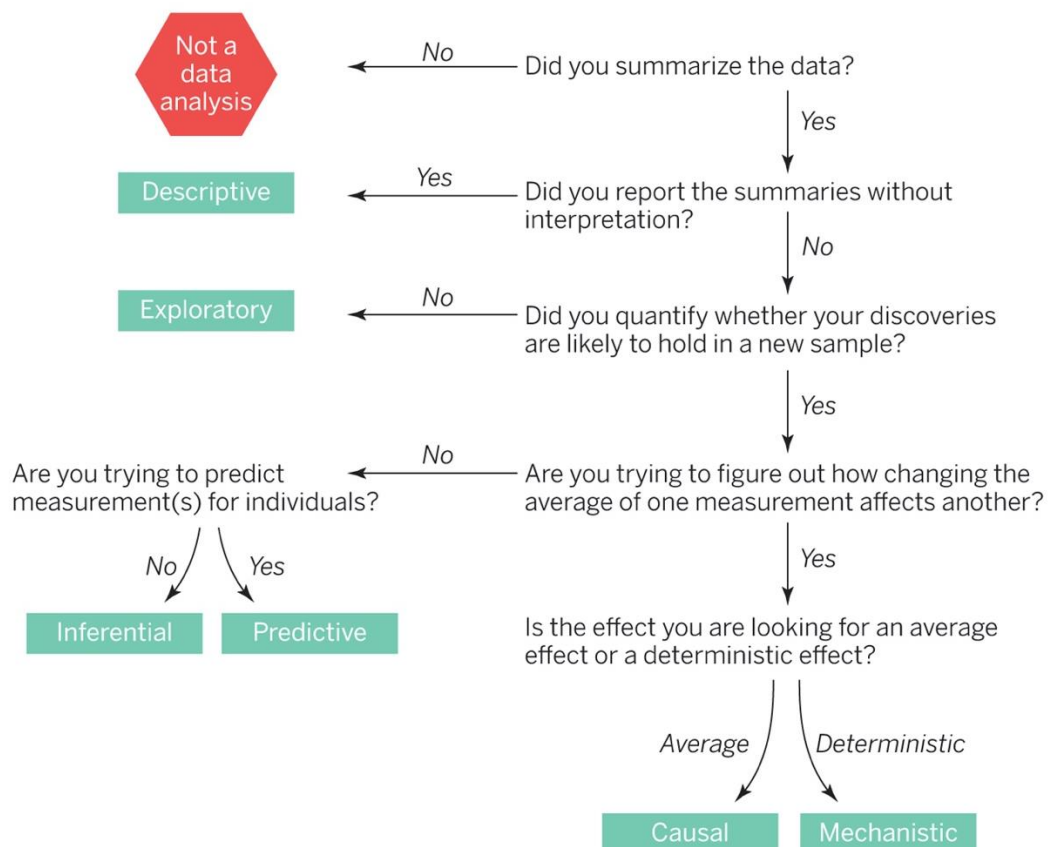 Not a
data
analysis
No
Did you summarize the data?
Yes
Descriptive
Yes
Did you report the summaries without
interpretation?
No
Exploratory
No
Did you quantify whether your discoveries
are likely to hold in a new sample?
Yes
Are you trying to predict
measurement(s) for individuals?
No
Are you trying to figure out how changing the
average of one measurement affects another?
No
Yes
Yes
Inferential
Predictive
Is the effect you are looking for an average
effect or a deterministic effect?
Average
Deterministic
Causal
Mechanistic